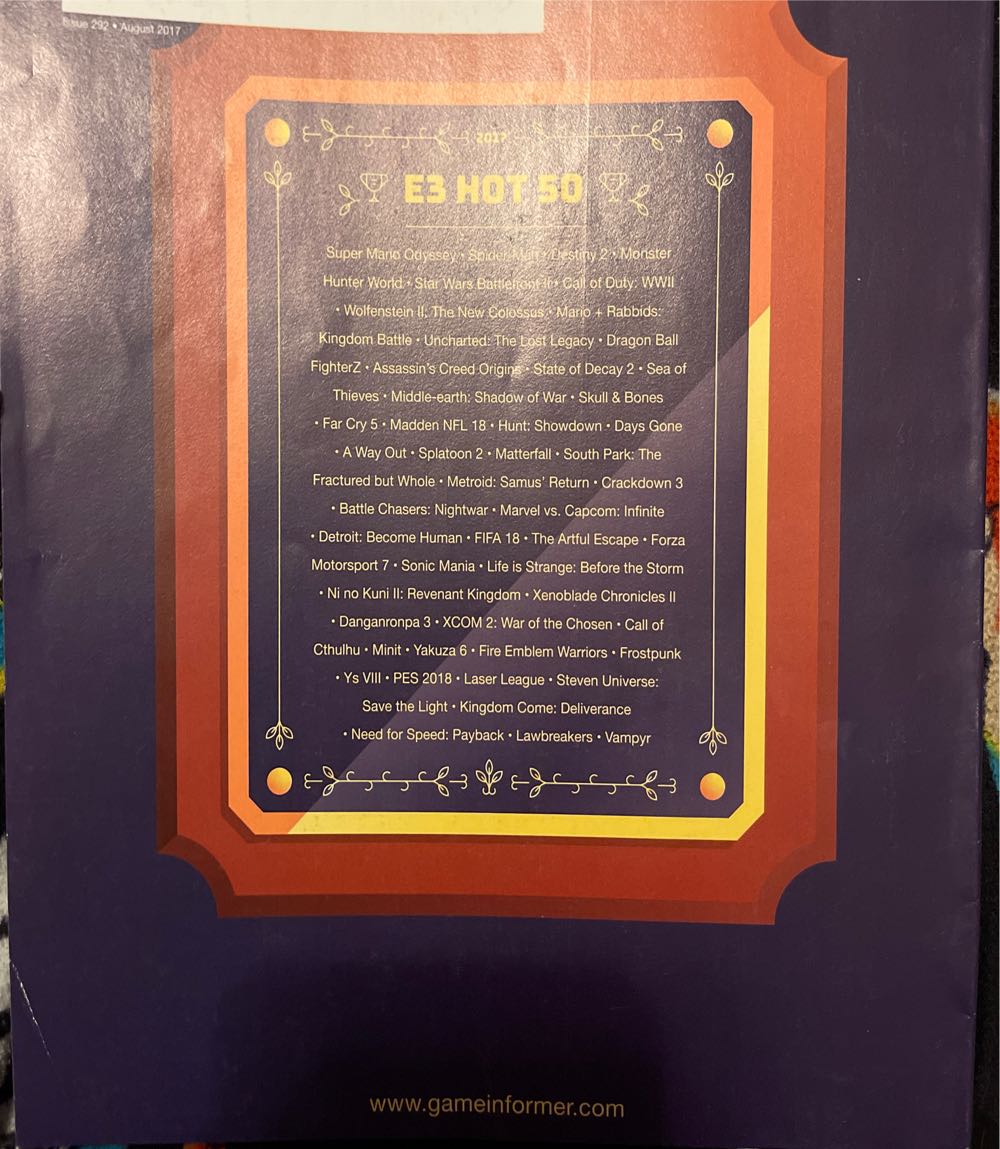 Issue 292 • August 2017
2017
E3 HOT 50
Super Mario Odyssey • Spider-Man • Destiny 2 • Monster
Hunter World • Star Wars Battlefront II • Call of Duty: WWII
• Wolfenstein II: The New Colossus • Mario + Rabbids:
Kingdom Battle • Uncharted: The Lost Legacy • Dragon Ball
FighterZ • Assassin's Creed Origins • State of Decay 2 • Sea of
Thieves • Middle-earth: Shadow of War • Skull & Bones
• Far Cry 5 • Madden NFL 18 • Hunt: Showdown • Days Gone
• A Way Out • Splatoon 2 • Matterfall • South Park: The
Fractured but Whole • Metroid: Samus' Return • Crackdown 3
• Battle Chasers: Nightwar • Marvel vs. Capcom: Infinite
• Detroit: Become Human • FIFA 18 • The Artful Escape • Forza
Motorsport 7 • Sonic Mania • Life is Strange: Before the Storm
• Ni no Kuni II: Revenant Kingdom • Xenoblade Chronicles II
• Danganronpa 3 • XCOM 2: War of the Chosen • Call of
Cthulhu • Minit • Yakuza 6 • Fire Emblem Warriors • Frostpunk
• Ys VIII • PES 2018 • Laser League • Steven Universe:
Save the Light • Kingdom Come: Deliverance
• Need for Speed: Payback • Lawbreakers • Vampyr
www.gameinformer.com